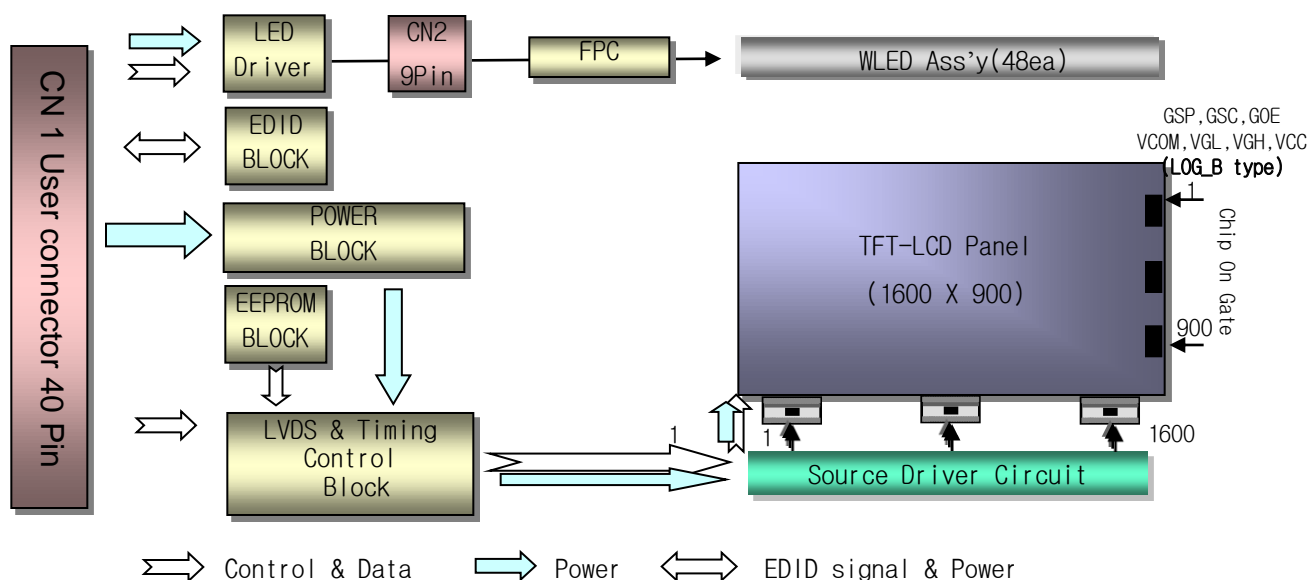 CN 1 User connector 40 Pin
LED
Driver
CN2
9Pin
FPC
WLED Ass'y(48ea)
EDID
BLOCK
GSP,GSC,GOE
VCOM,VGL,VGH,VCC
(LOG_B type)
POWER
BLOCK
TFT-LCD Panel
(1600 X 900)
1
Chip On Gate
900
EEPROM
BLOCK
LVDS & Timing
Control
Block
1
1
1600
Source Driver Circuit
Control & Data
Power
EDID signal & Power